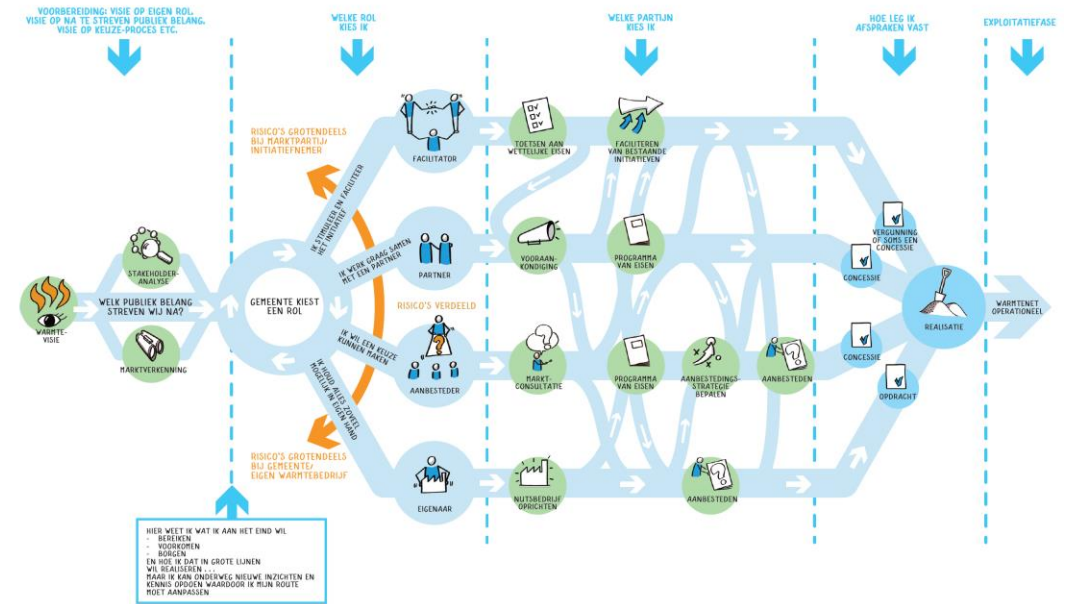 VOORBEREIDING: VISIE OP EIGEN ROL.
VISIE OP NA TE STREVEN PUBLIEK BELANG.
VISIE OP KEUZE-PROCES ETC.
WELKE ROL
KIES IK
WELKE PARTIJN
KIES IK
HOE LEG IK
AFSPRAKEN VAST
EXPLOITATIEFASE
RISICO'S GROTENDEELS
BIJ MARKTPARTIJ/
INITIATIEFNEMER
IK STIMULEER EN FACILITEER
HET INITIATIEF
FACILITATOR
TOETSEN AAN
WETTELIJKE EISEN
FACILITEREN
VAN BESTAANDE
INITIATIEVEN
STAKEHOLDER-
ANALYSE
IK WERK GRAAG SAMEN
MET EEN PARTNER
PARTNER
VOORAAN-
KONDIGING
PROGRAMMA
VAN EISEN
VERGUNNING
OF SOMS EEN
CONCESSIE
CONCESSIE
WARMTE-
VISIE
WELK PUBLIEK BELANG
STREVEN WIJ NA?
GEMEENTE KIEST
EEN ROL
RISICO'S VERDEELD
REALISATIE
WARMTENET
OPERATIONEEL
MARKTVERKENNING
IK WIL EEN KEUZE
KUNNEN MAKEN
AANBESTEDER
MARKT-
CONSULTATIE
PROGRAMMA
VAN EISEN
AANBESTEDINGS-
STRATEGIE
BEPALEN
AANBESTEDEN
CONCESSIE
OPDRACHT
IK HOUD ALLES ZOVEEL
MOGELIJK IN EIGEN HAND
RISICO'S GROTENDEELS
BIJ GEMEENTE/
EIGEN WARMTEBEDRIJF
EIGENAAR
NUTSBEDRIJF
OPRICHTEN
AANBESTEDEN
HIER WEET IK WAT IK AAN HET EIND WIL
- BEREIKEN
- VOORKOMEN
- BORGEN
EN HOE IK DAT IN GROTE LIJNEN
WIL REALISEREN ...
MAAR IK KAN ONDERWEG NIEUWE INZICHTEN EN
KENNIS OPDOEN WAARDOOR IK MIJN ROUTE
MOET AANPASSEN